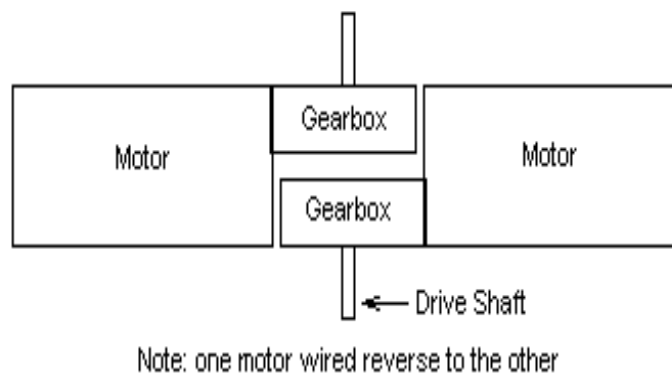 Gearbox
Motor
Motor
Gearbox
Drive Shaft
Note: one motor wired reverse to the other